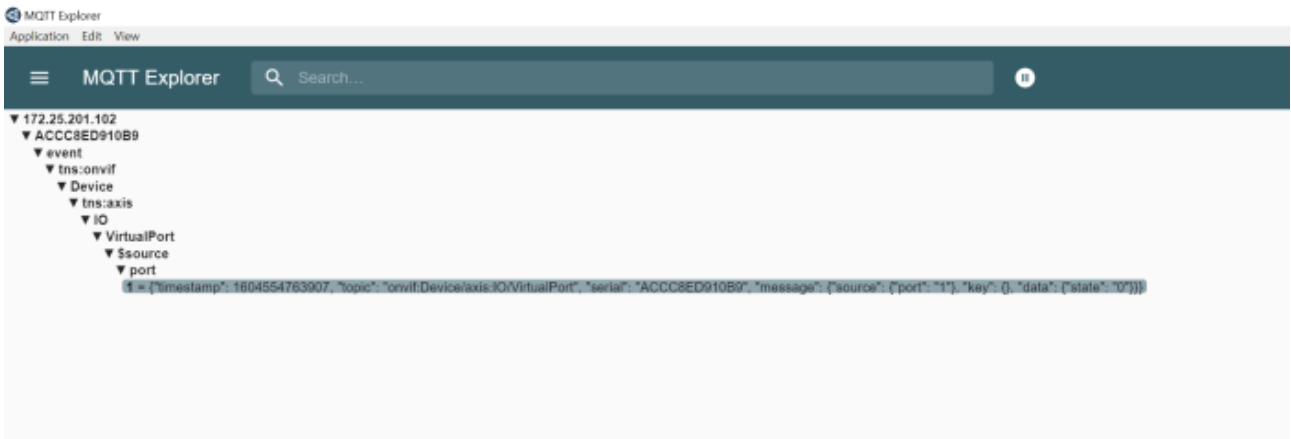 MQTT Explorer
Application Edit View
MQTT Explorer Search...
▼ 172.25.201.102
▼ ACCC8ED910B9
▼ event
▼ tns:onvif
▼ Device
▼ tns:axis
▼ IO
▼ VirtualPort
▼ $source
▼ port
1 = {"timestamp": 1604554763907, "topic": "onvif:Device/axis:IO/VirtualPort", "serial": "ACCC8ED910B9", "message": {"source": {"port": "1"}, "key": {}, "data": {"state": "0"}}}